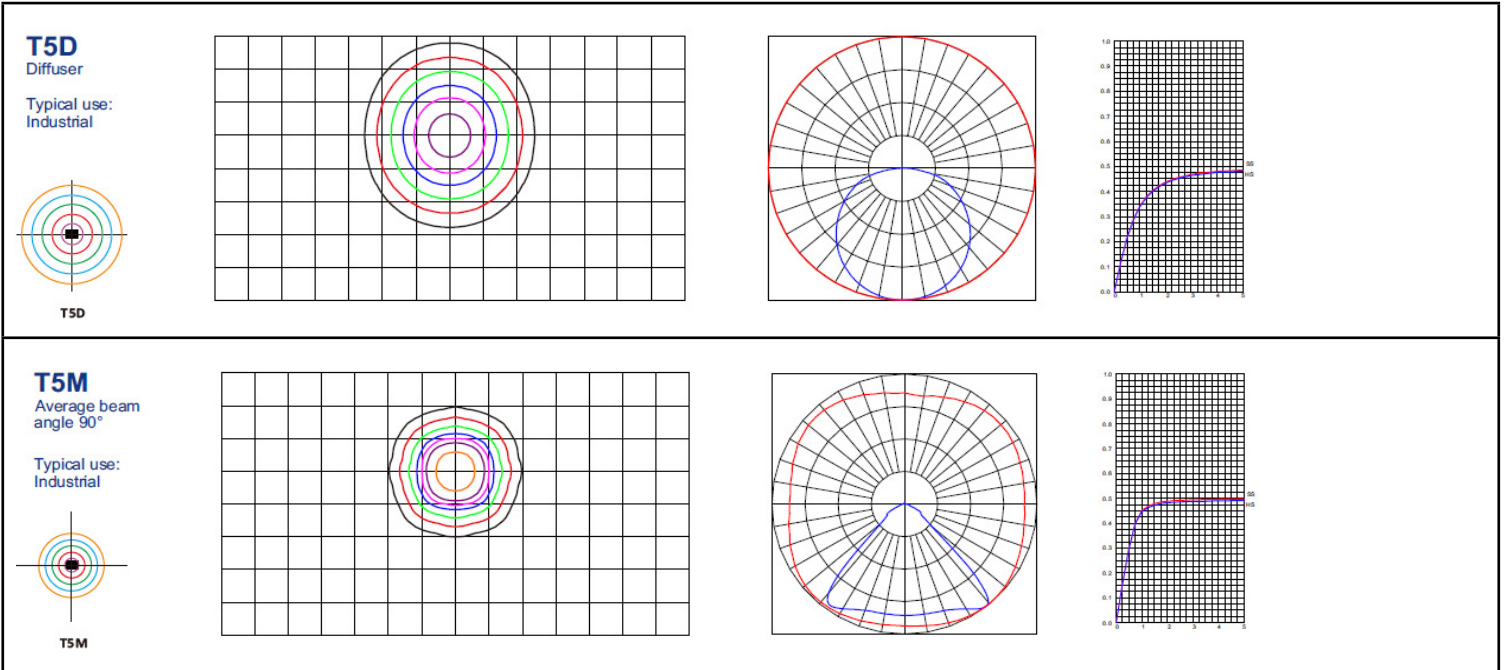 T5D
Diffuser
Typical use:
Industrial
T5D
1.0
0.9
0.8
0.7
0.6
0.5
0.4
0.3
0.2
0.1
0.0
SS
HS
0 1 2 3 4 5
T5M
Average beam
angle 90°
Typical use:
Industrial
T5M
1.0
0.9
0.8
0.7
0.6
0.5
0.4
0.3
0.2
0.1
0.0
SS
HS
0 1 2 3 4 5